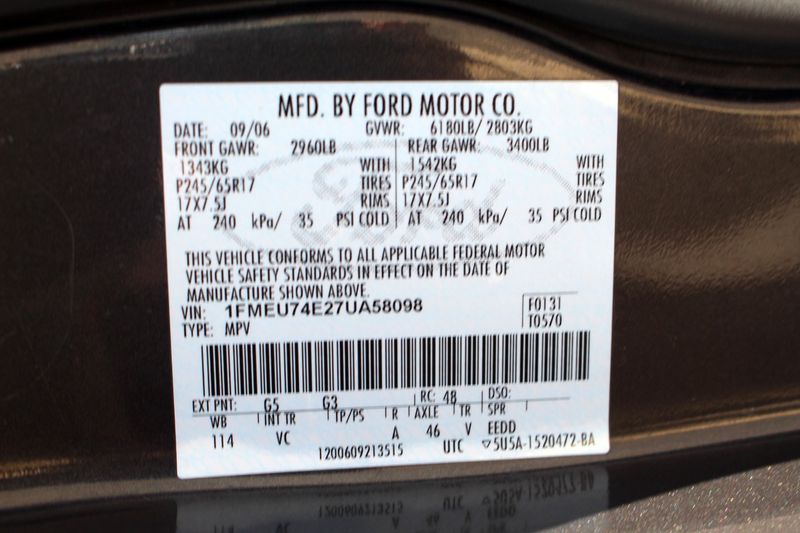 MFD. BY FORD MOTOR CO.
DATE: 09/06 GVWR: 6180LB/ 2803KG
FRONT GAWR: 2960LB REAR GAWR: 3400LB
1343KG WITH 1542KG WITH
P245/65R17 TIRES P245/65R17 TIRES
17X7.5J RIMS 17X7.5J RIMS
AT 240 kPa/ 35 PSI COLD AT 240 kPa/ 35 PSI COLD
THIS VEHICLE CONFORMS TO ALL APPLICABLE FEDERAL MOTOR
VEHICLE SAFETY STANDARDS IN EFFECT ON THE DATE OF
MANUFACTURE SHOWN ABOVE.
VIN: 1FMEU74E27UA58098 F0131
TYPE: MPV T0570
EXT PNT: G5 G3 RC: 48 DSO:
WB INT TR TP/PS R AXLE TR SPR
114 VC A 46 V EEDD
1200609213515 UTC ▽5U5A-1520472-BA